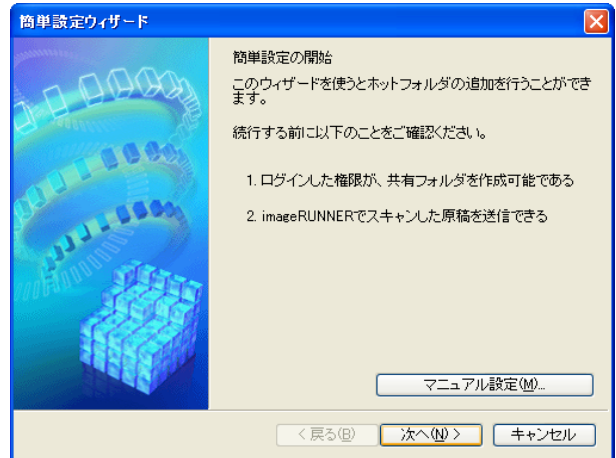 簡単設定ウィザード
簡単設定の開始
このウィザードを使うとホットフォルダの追加を行うことができ
ます。
続行する前に以下のことをご確認ください。
1. ログインした権限が、共有フォルダを作成可能である
2. imageRUNNERでスキャンした原稿を送信できる
マニュアル設定(M)...
< 戻る(B)
次へ(N) >
キャンセル